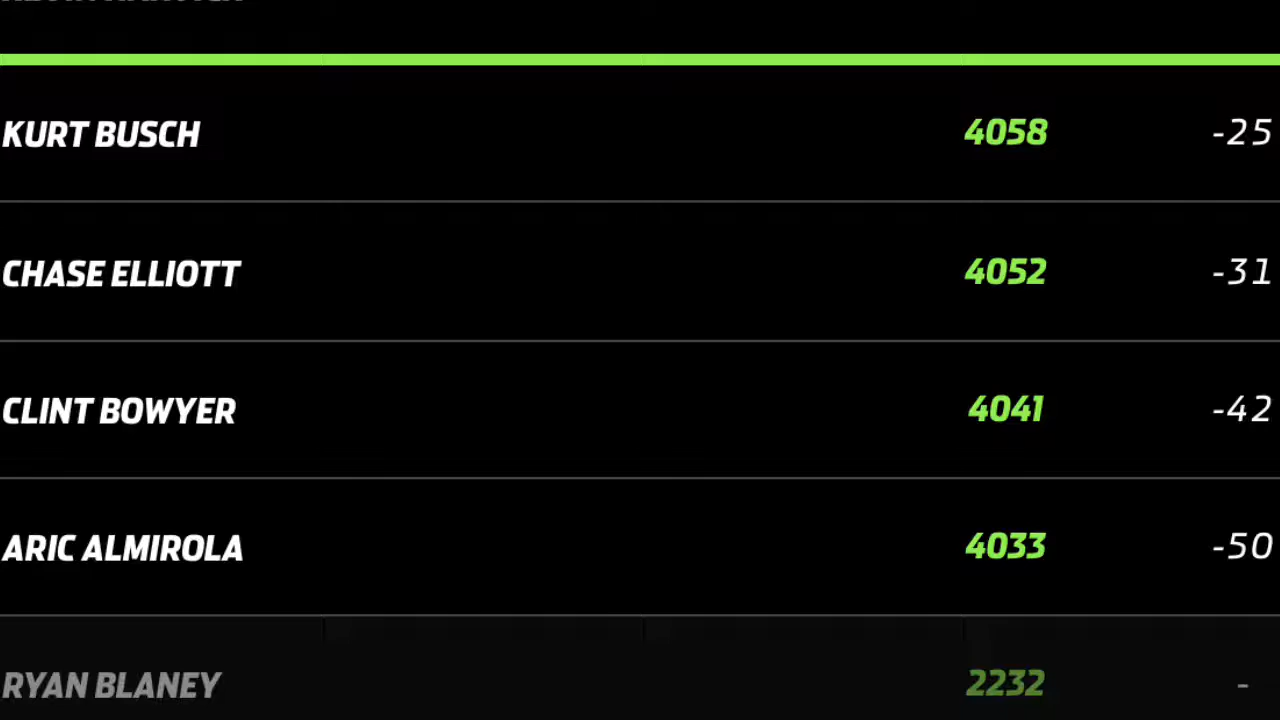 KURT BUSCH 4058 -25
CHASE ELLIOTT 4052 -31
CLINT BOWYER 4041 -42
ARIC ALMIROLA 4033 -50
RYAN BLANEY 2232 -